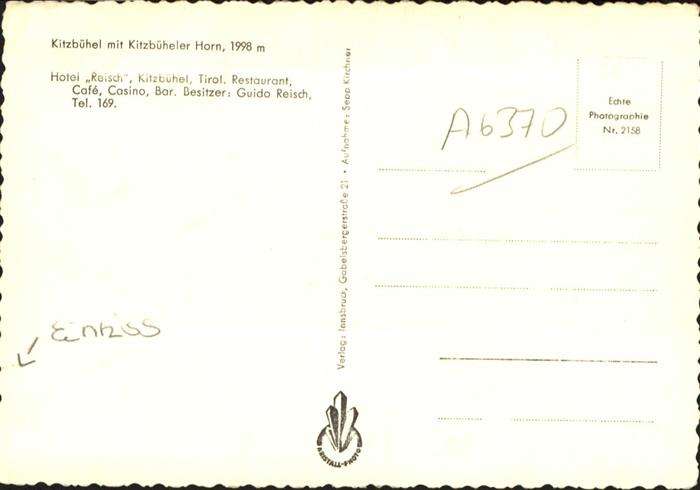 Kitzbühel mit Kitzbüheler Horn, 1998 m
Hotel „Reisch", Kitzbühel, Tirol. Restaurant,
Café, Casino, Bar. Besitzer: Guido Reisch,
Tel. 169.
Einriss
Verlag: Innsbruck, Gabelsbergerstraße 21 • Aufnahme: Sepp Kirchner
KRISTALL-PHOTO
A6370
Echte
Photographie
Nr. 2158